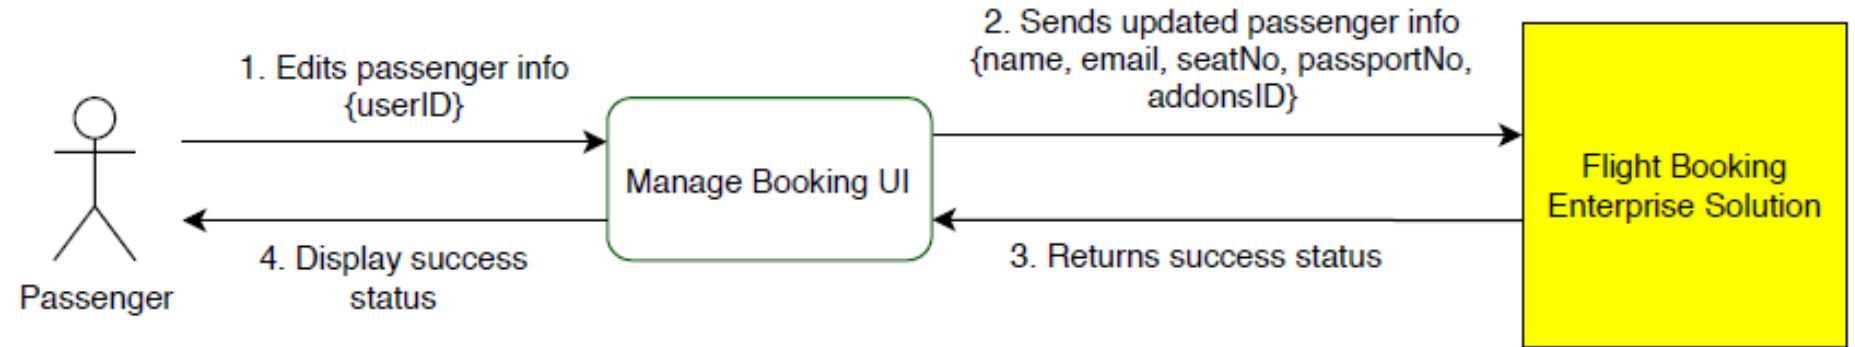 1. Edits passenger info
{userID}
2. Sends updated passenger info
{name, email, seatNo, passportNo,
addonsID}
Manage Booking UI
Flight Booking
Enterprise Solution
4. Display success
status
3. Returns success status
Passenger